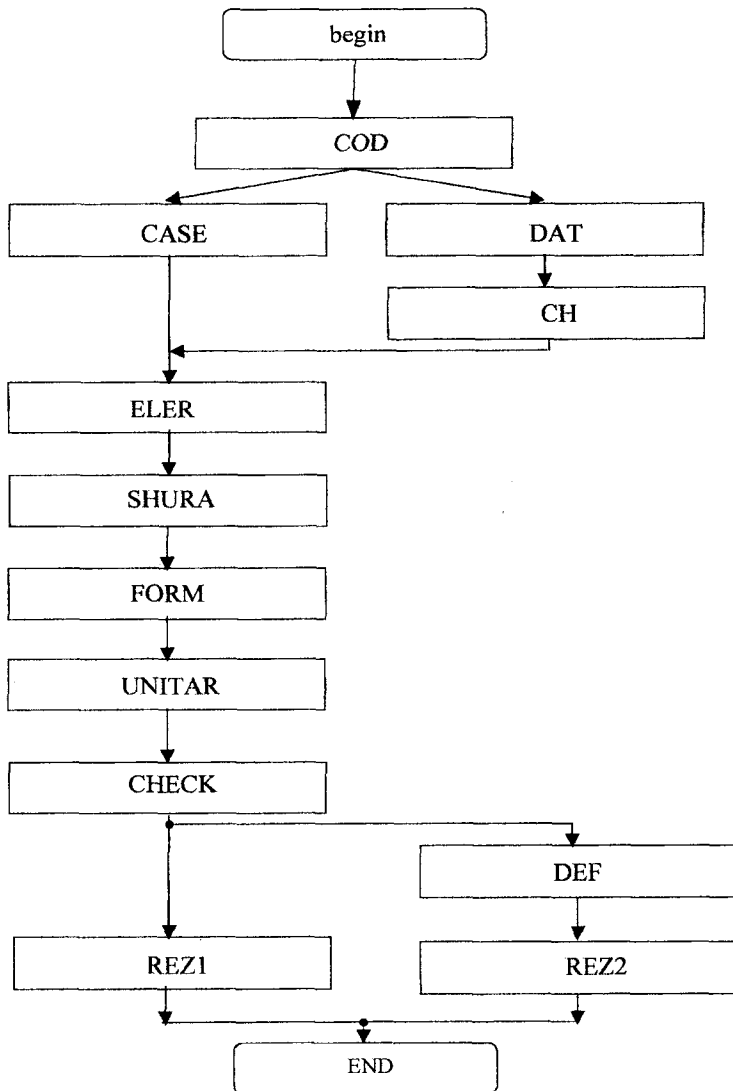 begin
COD
CASE
DAT
CH
ELER
SHURA
FORM
UNITAR
CHECK
DEF
REZ1
REZ2
END